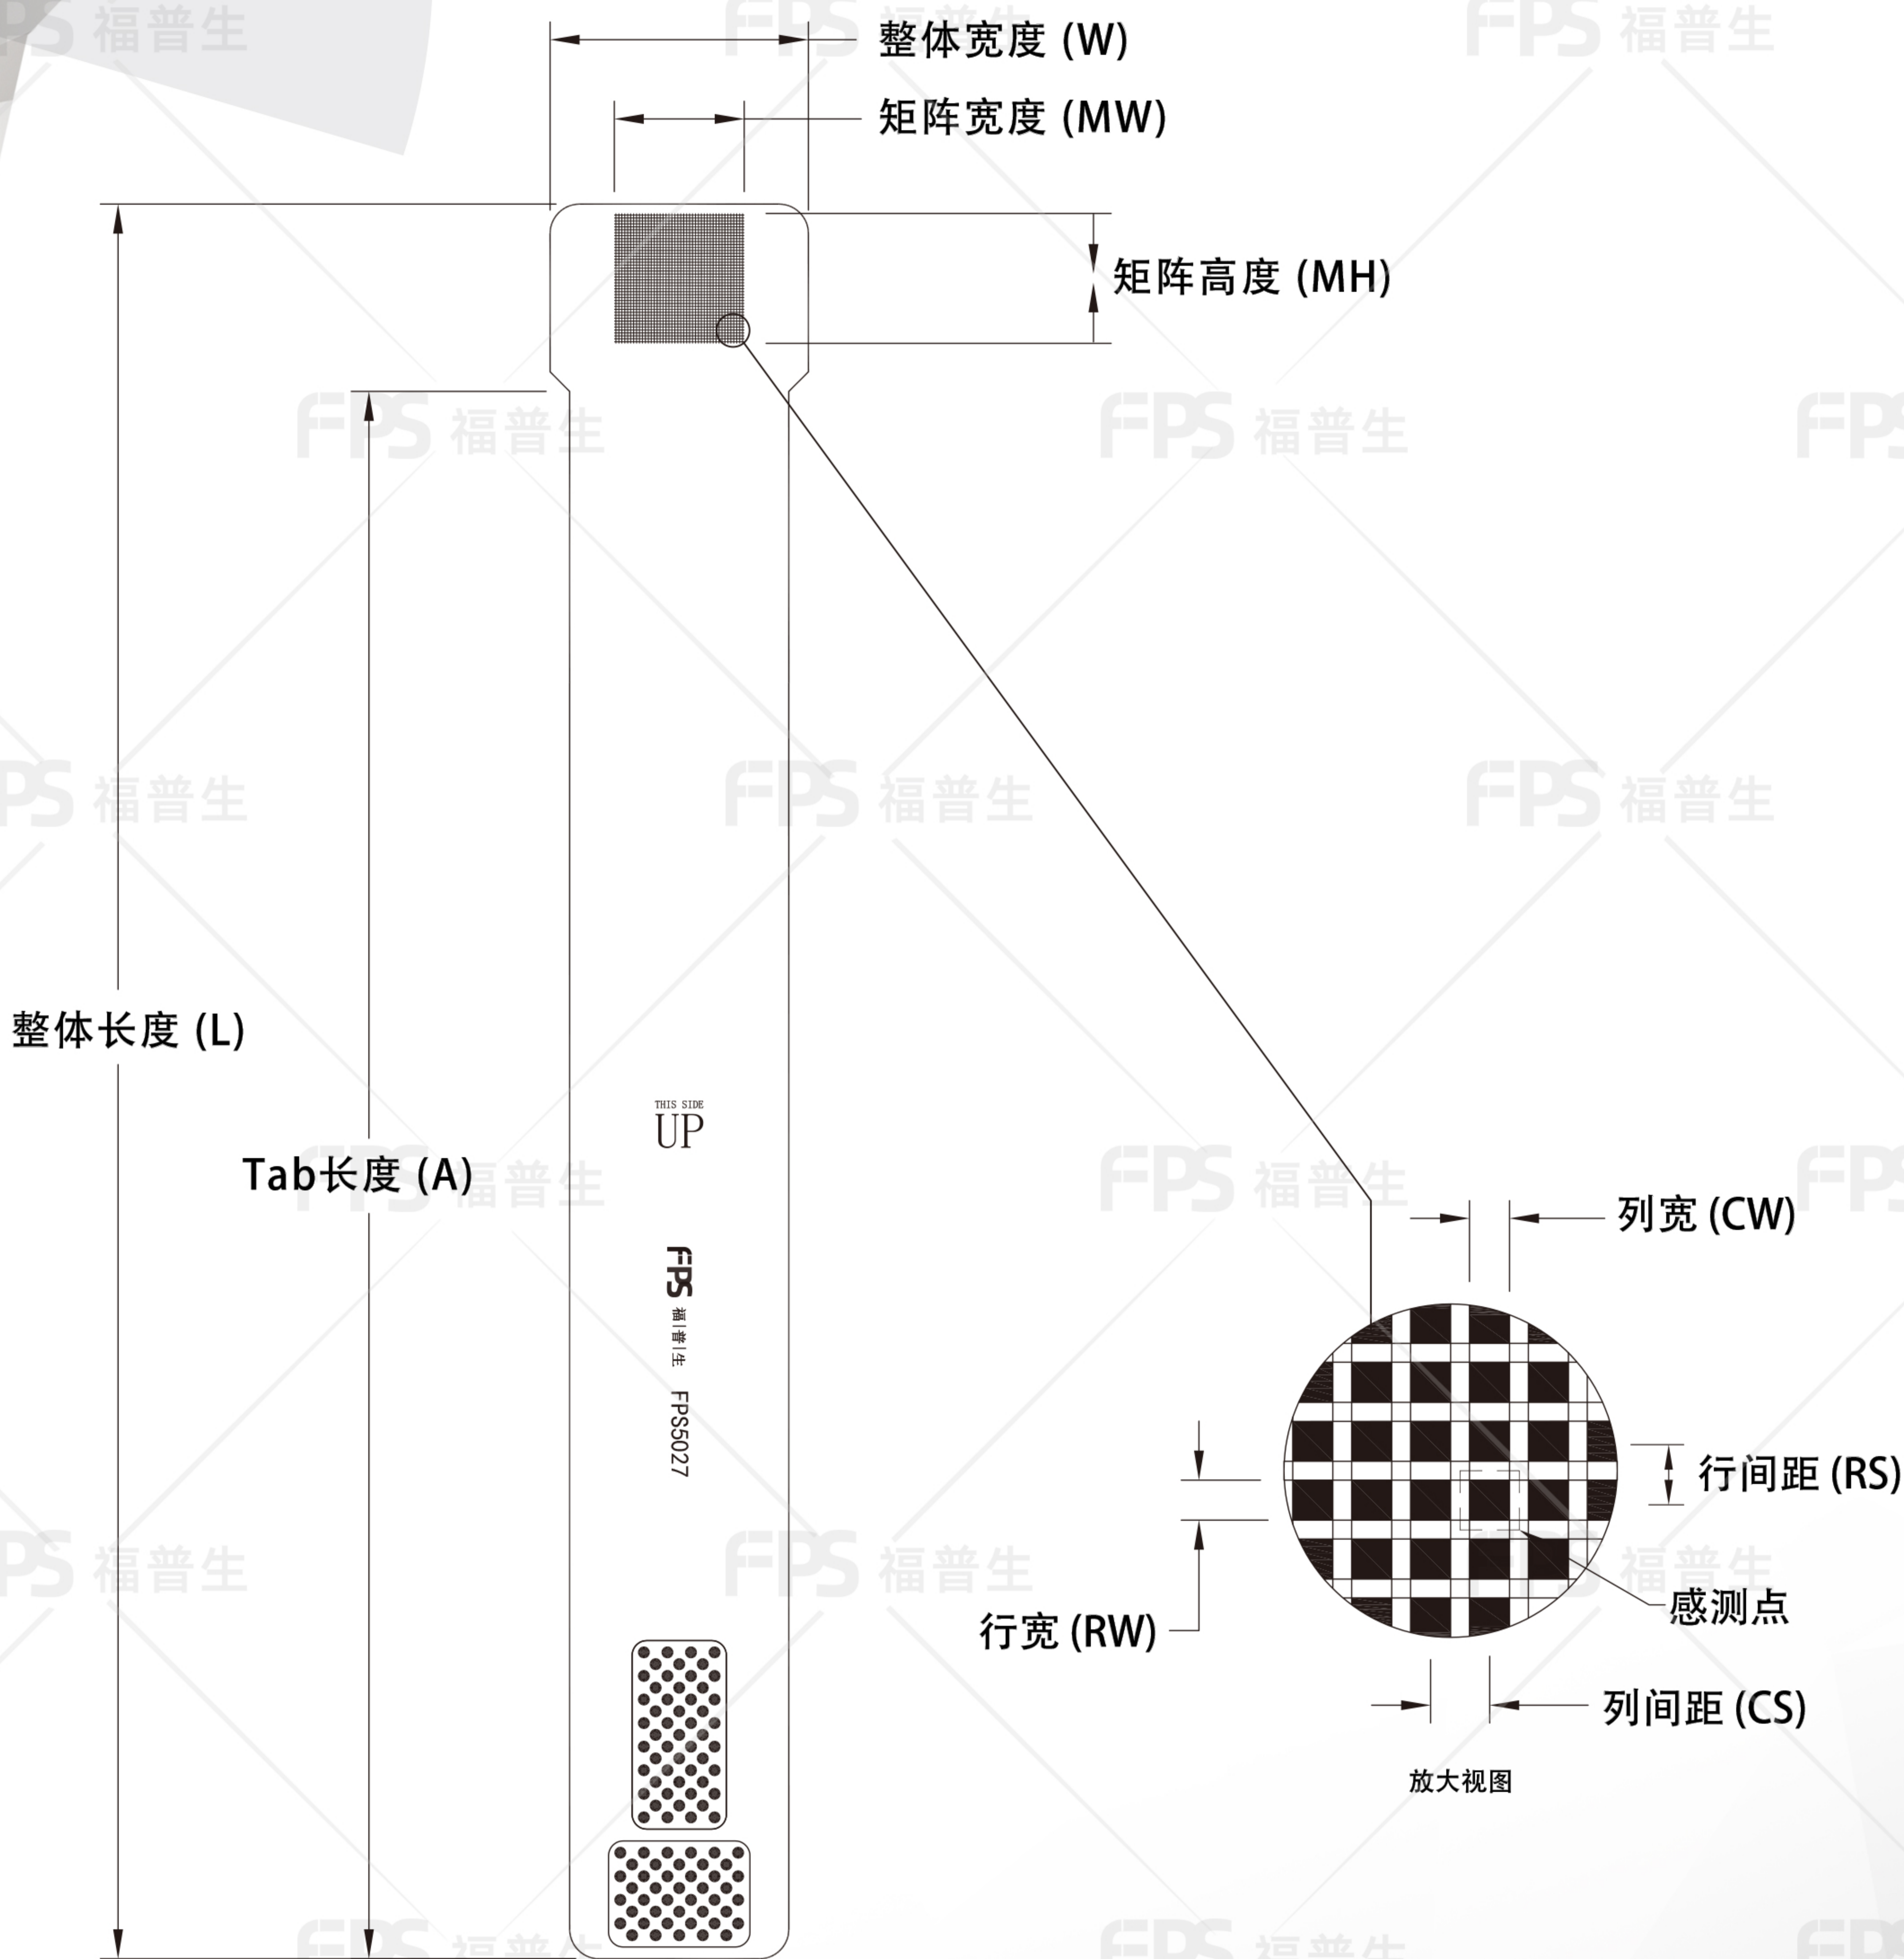 整体宽度 (W)
矩阵宽度 (MW)
矩阵高度 (MH)
整体长度 (L)
Tab长度 (A)
THIS SIDE
UP
FPS 福普生 FPS5027
列宽 (CW)
行间距 (RS)
行宽 (RW)
感测点
列间距 (CS)
放大视图
FPS 福普生